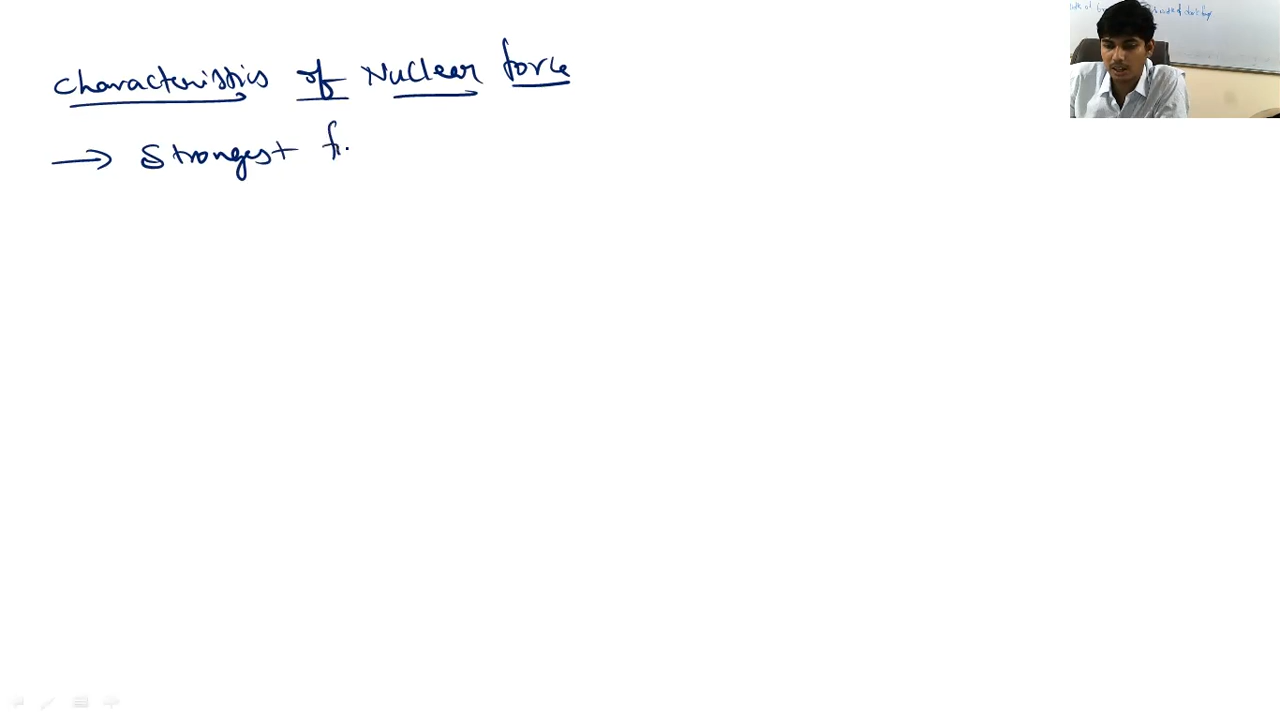 characteristics of Nuclear force
→ Strongest f